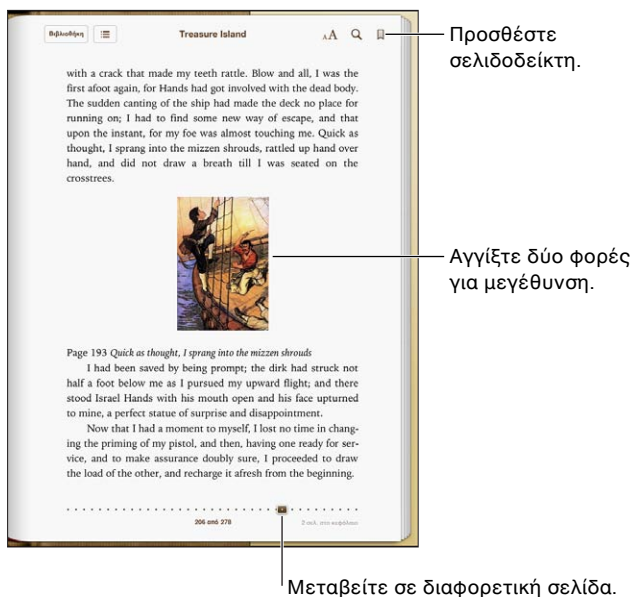 Βιβλιοθήκη
Treasure Island
AA
Προσθέστε
σελιδοδείκτη.
with a crack that made my teeth rattle. Blow and all, I was the
first afoot again, for Hands had got involved with the dead body.
The sudden canting of the ship had made the deck no place for
running on; I had to find some new way of escape, and that
upon the instant, for my foe was almost touching me. Quick as
thought, I sprang into the mizzen shrouds, rattled up hand over
hand, and did not draw a breath till I was seated on the
crosstrees.
Αγγίξτε δύο φορές
για μεγέθυνση.
Page 193 Quick as thought, I sprang into the mizzen shrouds
I had been saved by being prompt; the dirk had struck not
half a foot below me as I pursued my upward flight; and there
stood Israel Hands with his mouth open and his face upturned
to mine, a perfect statue of surprise and disappointment.
Now that I had a moment to myself, I lost no time in chang-
ing the priming of my pistol, and then, having one ready for ser-
vice, and to make assurance doubly sure, I proceeded to draw
the load of the other, and recharge it afresh from the beginning.
206 από 278
2 σελ. στο κεφάλαιο
Μεταβείτε σε διαφορετική σελίδα.